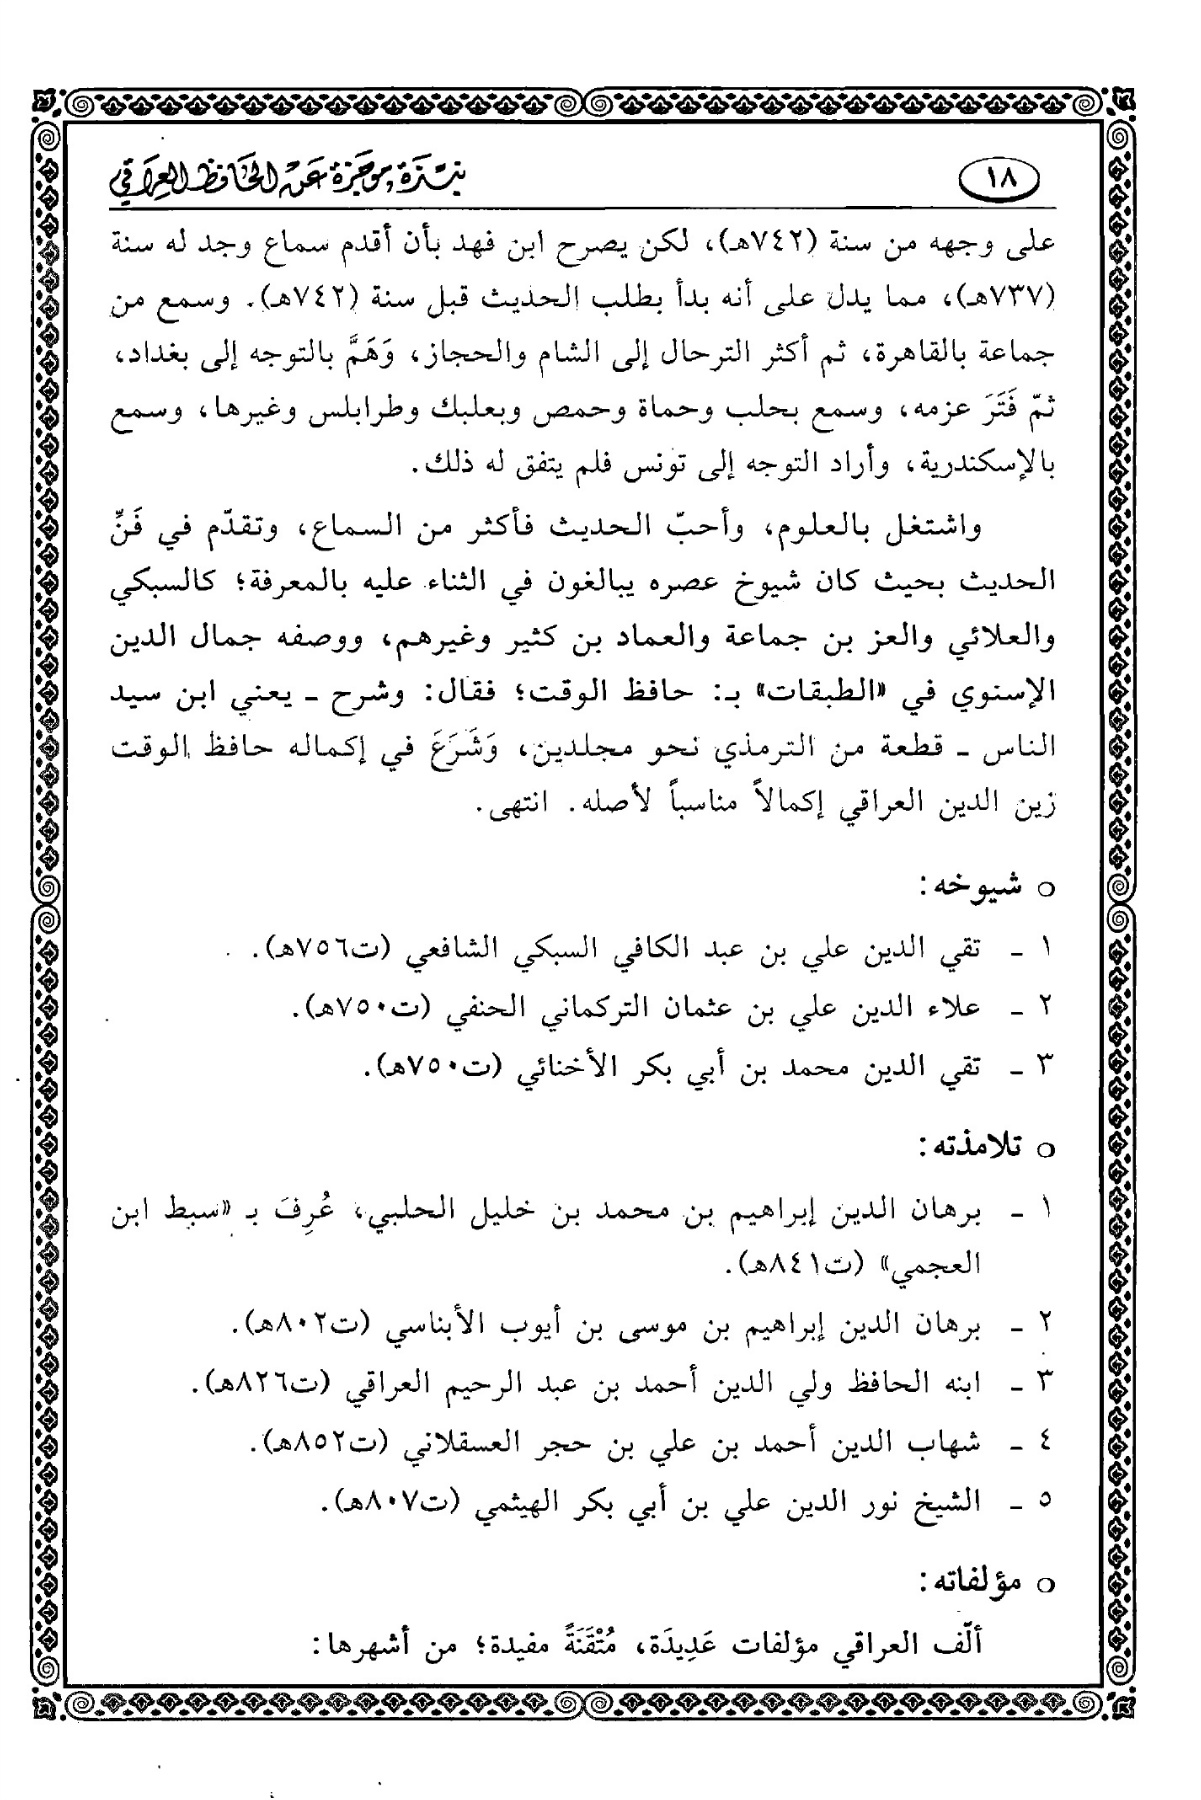 ١٨
نبذة موجزة عن الحافظ العراقي
على وجهه من سنة (٧٤٢هـ)، لكن يصرح ابن فهد بأن أقدم سماع وجد له سنة
(٧٣٧هـ)، مما يدل على أنه بدأ بطلب الحديث قبل سنة (٧٤٢هـ). وسمع من
جماعة بالقاهرة، ثم أكثر الترحال إلى الشام والحجاز، وَهَمَّ بالتوجه إلى بغداد،
ثمّ فَتَرَ عزمه، وسمع بحلب وحماة وحمص وبعلبك وطرابلس وغيرها، وسمع
بالإسكندرية، وأراد التوجه إلى تونس فلم يتفق له ذلك.
واشتغل بالعلوم، وأحبّ الحديث فأكثر من السماع، وتقدّم في فَنِّ
الحديث بحيث كان شيوخ عصره يبالغون في الثناء عليه بالمعرفة؛ كالسبكي
والعلائي والعز بن جماعة والعماد بن كثير وغيرهم، ووصفه جمال الدين
الإسنوي في «الطبقات» بـ: حافظ الوقت؛ فقال: وشرح ـ يعني ابن سيد
الناس ـ قطعة من الترمذي نحو مجلدين، وَشَرَعَ في إكماله حافظ الوقت
زين الدين العراقي إكمالاً مناسباً لأصله. انتهى.
○ شيوخه:
١ ـ تقي الدين علي بن عبد الكافي السبكي الشافعي (ت٧٥٦هـ).
٢ ـ علاء الدين علي بن عثمان التركماني الحنفي (ت٧٥٠هـ).
٣ ـ تقي الدين محمد بن أبي بكر الأخنائي (ت٧٥٠هـ).
○ تلامذته:
١ ـ برهان الدين إبراهيم بن محمد بن خليل الحلبي، عُرِفَ بـ «سبط ابن
العجمي» (ت٨٤١هـ).
٢ ـ برهان الدين إبراهيم بن موسى بن أيوب الأبناسي (ت٨٠٢هـ).
٣ ـ ابنه الحافظ ولي الدين أحمد بن عبد الرحيم العراقي (ت٨٢٦هـ).
٤ ـ شهاب الدين أحمد بن علي بن حجر العسقلاني (ت٨٥٢هـ).
٥ ـ الشيخ نور الدين علي بن أبي بكر الهيثمي (ت٨٠٧هـ).
○ مؤلفاته:
ألّف العراقي مؤلفات عَدِيدَة، مُتْقَنَةً مفيدة؛ من أشهرها: